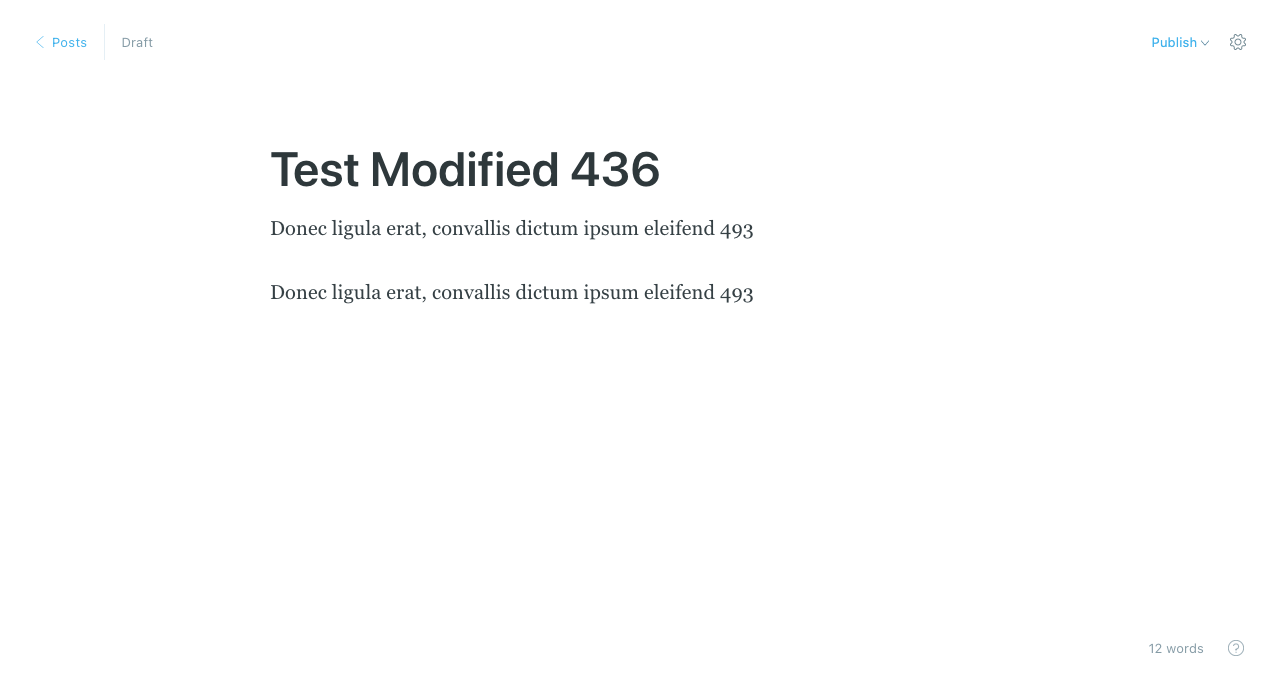 Posts
Draft
Publish
Test Modified 436
Donec ligula erat, convallis dictum ipsum eleifend 493
Donec ligula erat, convallis dictum ipsum eleifend 493
12 words
?